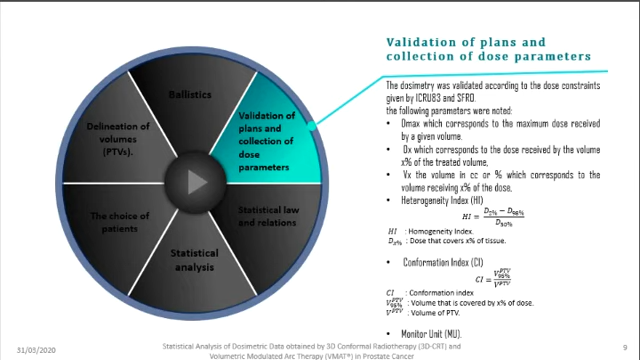 Validation of plans and
collection of dose parameters
The dosimetry was validated according to the dose constraints
given by ICRU83 and SFRO.
the following parameters were noted:
• Dmax which corresponds to the maximum dose received
by a given volume.
• Dx which corresponds to the dose received by the volume
x% of the treated volume,
• Vx the volume in cc or % which corresponds to the
volume receiving x% of the dose,
• Heterogeneity Index (HI)
HI = (D2% − D98%) / D50%
HI : Homogeneity Index.
Dx% : Dose that covers x% of tissue.
• Conformation Index (CI)
CI = V95%^PTV / V^PTV
CI : Conformation index
V95%^PTV : Volume that is covered by x% of dose.
V^PTV : Volume of PTV.
• Monitor Unit (MU).
Ballistics
Validation of
plans and
collection of
dose
parameters
Statistical law
and relations
Statistical
analysis
The choice of
patients
Delineation of
volumes
(PTVs).
31/03/2020
Statistical Analysis of Dosimetric Data obtained by 3D Conformal Radiotherapy (3D-CRT) and
Volumetric Modulated Arc Therapy (VMAT®) in Prostate Cancer
9